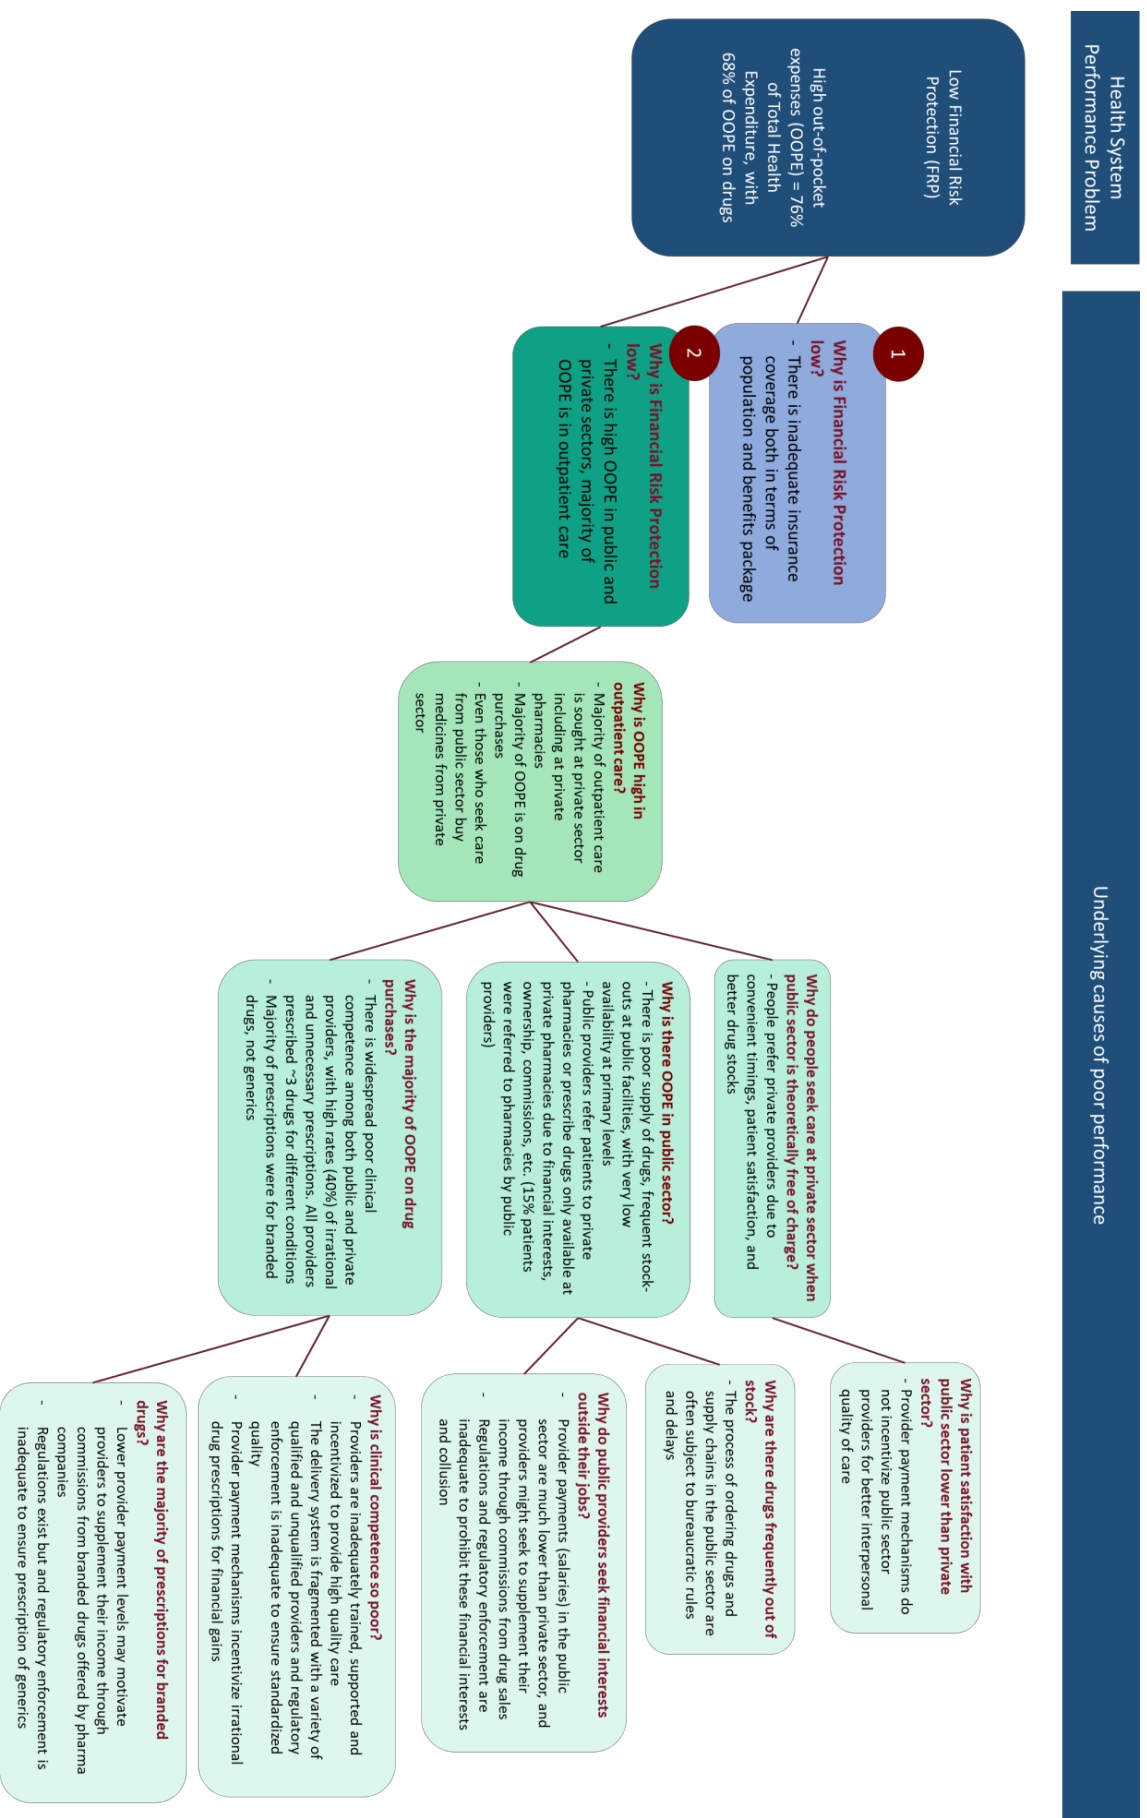 Health System
Performance Problem
Underlying causes of poor performance
Low Financial Risk
Protection (FRP)
High out-of-pocket
expenses (OOPE) = 76%
of Total Health
Expenditure, with
68% of OOPE on drugs
1
Why is Financial Risk Protection
low?
- There is inadequate insurance
coverage both in terms of
population and benefits package
2
Why is Financial Risk Protection
low?
- There is high OOPE in public and
private sectors, majority of
OOPE is in outpatient care
Why is OOPE high in
outpatient care?
- Majority of outpatient care
is sought at private sector
including at private
pharmacies
- Majority of OOPE is on drug
purchases
- Even those who seek care
from public sector buy
medicines from private
sector
Why do people seek care at private sector when
public sector is theoretically free of charge?
- People prefer private providers due to
convenient timings, patient satisfaction, and
better drug stocks
Why is there OOPE in public sector?
- There is poor supply of drugs, frequent stock-
outs at public facilities, with very low
availability at primary levels
- Public providers refer patients to private
pharmacies or prescribe drugs only available at
private pharmacies due to financial interests,
ownership, commissions, etc. (15% patients
were referred to pharmacies by public
providers)
Why is the majority of OOPE on drug
purchases?
- There is widespread poor clinical
competence among both public and private
providers, with high rates (40%) of irrational
and unnecessary prescriptions. All providers
prescribed ~3 drugs for different conditions
- Majority of prescriptions were for branded
drugs, not generics
Why is patient satisfaction with
public sector lower than private
sector?
- Provider payment mechanisms do
not incentivize public sector
providers for better interpersonal
quality of care
Why are there drugs frequently out of
stock?
- The process of ordering drugs and
supply chains in the public sector are
often subject to bureaucratic rules
and delays
Why do public providers seek financial interests
outside their jobs?
- Provider payments (salaries) in the public
sector are much lower than private sector, and
providers might seek to supplement their
income through commissions from drug sales
- Regulations and regulatory enforcement are
inadequate to prohibit these financial interests
and collusion
Why is clinical competence so poor?
- Providers are inadequately trained, supported and
incentivized to provide high quality care
- The delivery system is fragmented with a variety of
qualified and unqualified providers and regulatory
enforcement is inadequate to ensure standardized
quality
- Provider payment mechanisms incentivize irrational
drug prescriptions for financial gains
Why are the majority of prescriptions for branded
drugs?
- Lower provider payment levels may motivate
providers to supplement their income through
commissions from branded drugs offered by pharma
companies
- Regulations exist but and regulatory enforcement is
inadequate to ensure prescription of generics